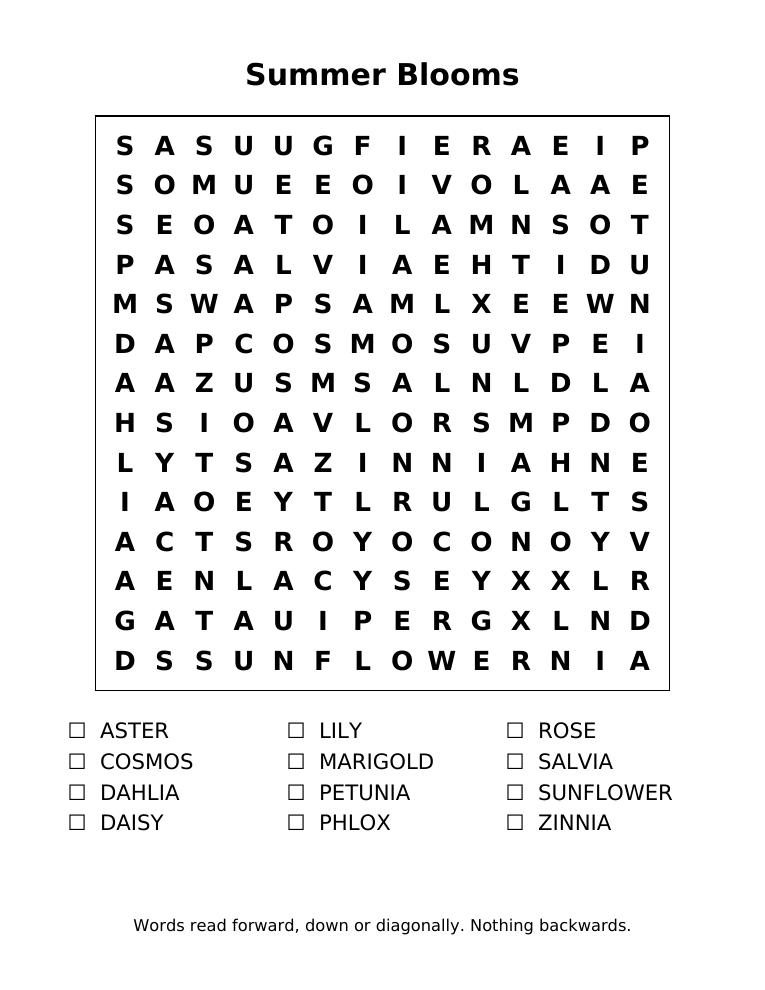 Summer Blooms
S A S U U G F I E R A E I P
S O M U E E O I V O L A A E
S E O A T O I L A M N S O T
P A S A L V I A E H T I D U
M S W A P S A M L X E E W N
D A P C O S M O S U V P E I
A A Z U S M S A L N L D L A
H S I O A V L O R S M P D O
L Y T S A Z I N N I A H N E
I A O E Y T L R U L G L T S
A C T S R O Y O C O N O Y V
A E N L A C Y S E Y X X L R
G A T A U I P E R G X L N D
D S S U N F L O W E R N I A
☐ ASTER ☐ LILY ☐ ROSE
☐ COSMOS ☐ MARIGOLD ☐ SALVIA
☐ DAHLIA ☐ PETUNIA ☐ SUNFLOWER
☐ DAISY ☐ PHLOX ☐ ZINNIA
Words read forward, down or diagonally. Nothing backwards.